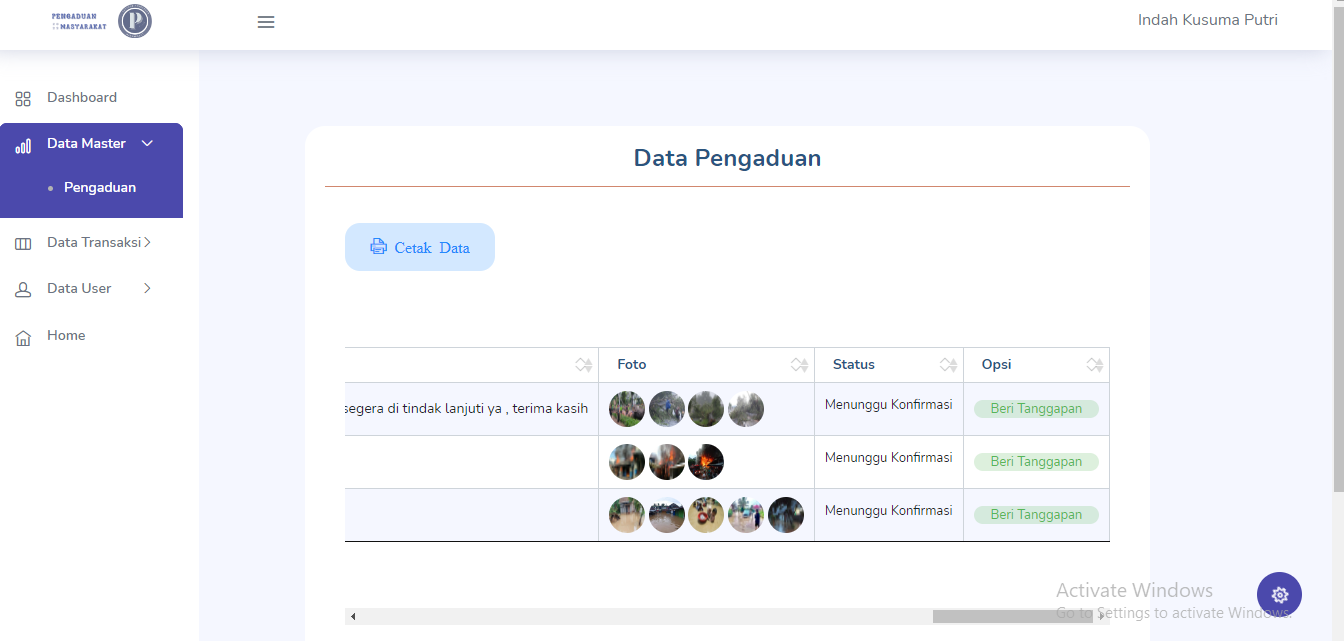 PENGADUAN
MASYARAKAT
P
Indah Kusuma Putri
Dashboard
Data Master
Pengaduan
Data Transaksi
Data User
Home
Data Pengaduan
Cetak Data
Foto Status Opsi
segera di tindak lanjuti ya , terima kasih Menunggu Konfirmasi Beri Tanggapan
Menunggu Konfirmasi Beri Tanggapan
Menunggu Konfirmasi Beri Tanggapan
Activate Windows
Go to Settings to activate Windows.